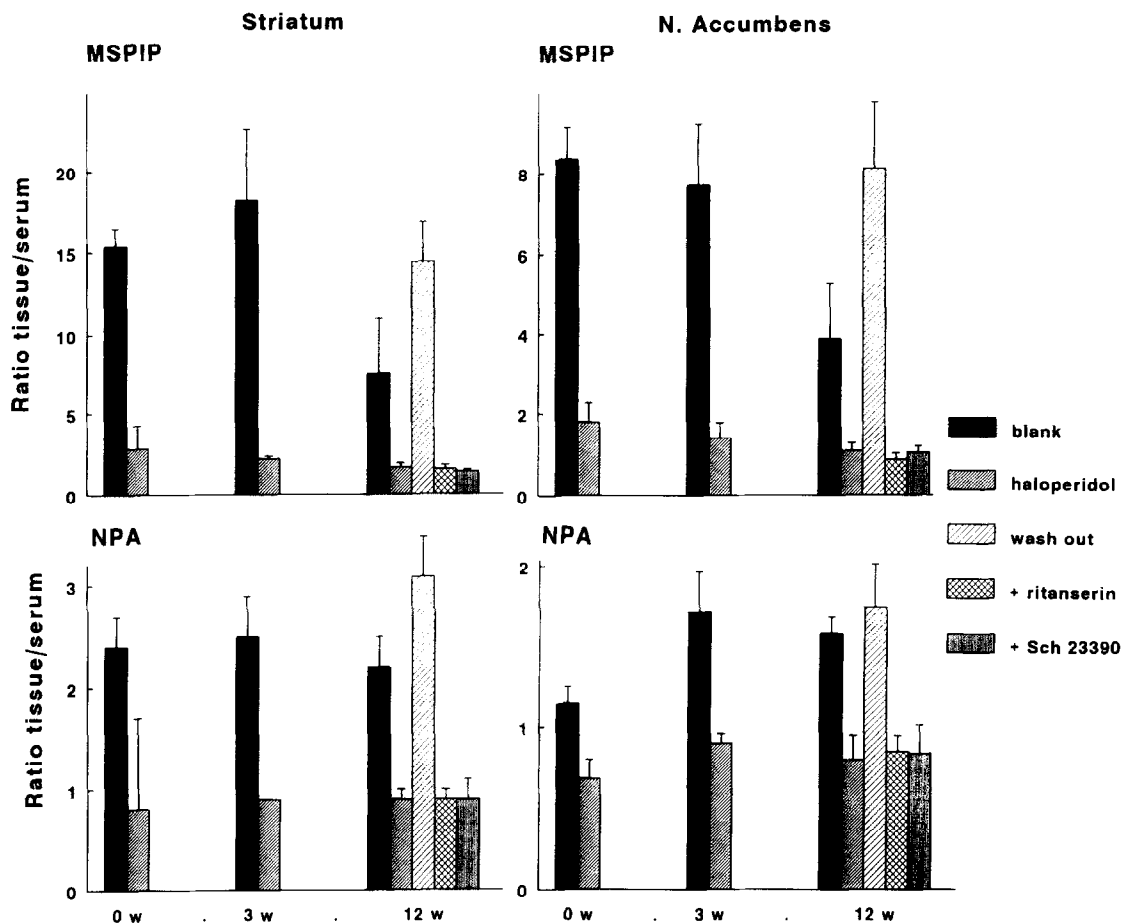 Striatum
N. Accumbens
MSPIP
MSPIP
Ratio tissue/serum
20
15
10
5
0
8
6
4
2
0
blank
haloperidol
wash out
+ ritanserin
+ Sch 23390
NPA
NPA
Ratio tissue/serum
3
2
1
0
2
1
0
0 w . 3 w . 12 w
0 w . 3 w . 12 w